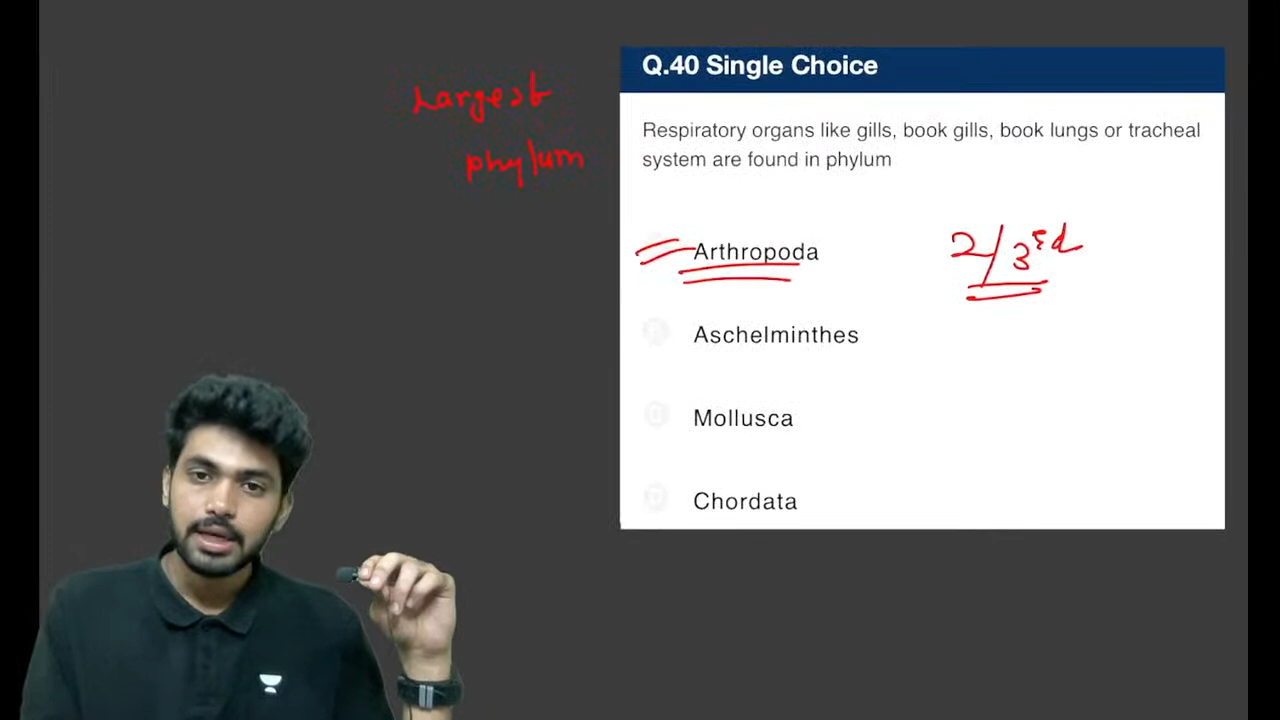 Largest
phylum
Q.40 Single Choice
Respiratory organs like gills, book gills, book lungs or tracheal
system are found in phylum
Arthropoda
2/3rd
B Aschelminthes
C Mollusca
D Chordata